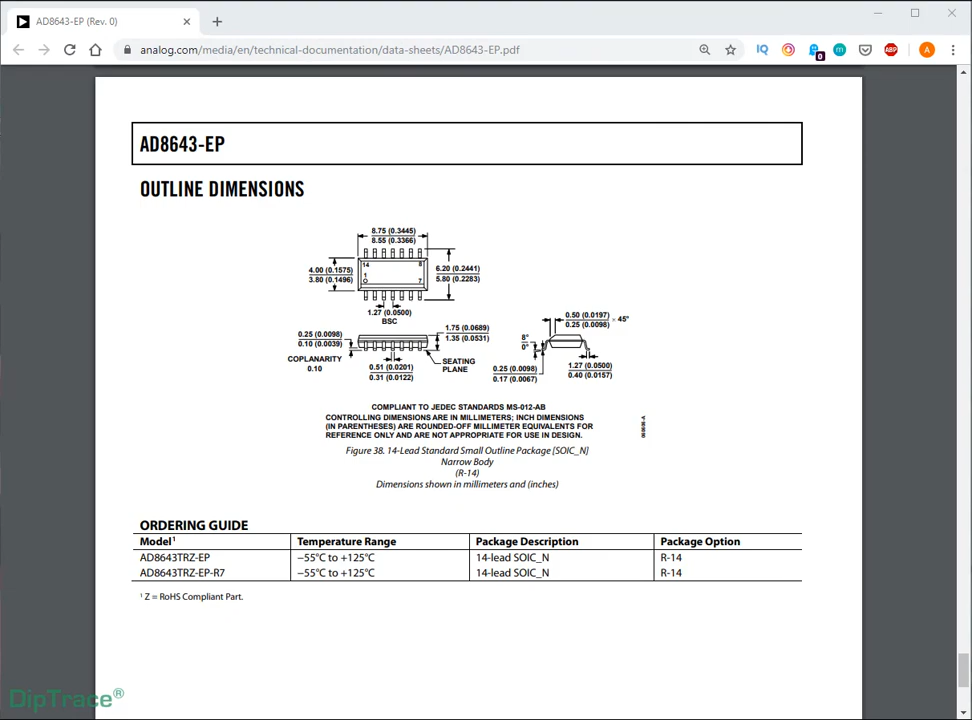 AD8643-EP (Rev. 0)
analog.com/media/en/technical-documentation/data-sheets/AD8643-EP.pdf
IQ
0
m
ABP
A
AD8643-EP
OUTLINE DIMENSIONS
8.75 (0.3445)
8.55 (0.3366)
14
8
1
7
4.00 (0.1575)
3.80 (0.1496)
6.20 (0.2441)
5.80 (0.2283)
1.27 (0.0500)
BSC
0.25 (0.0098)
0.10 (0.0039)
COPLANARITY
0.10
1.75 (0.0689)
1.35 (0.0531)
SEATING
PLANE
0.51 (0.0201)
0.31 (0.0122)
0.50 (0.0197)
0.25 (0.0098)
× 45°
8°
0°
0.25 (0.0098)
0.17 (0.0067)
1.27 (0.0500)
0.40 (0.0157)
COMPLIANT TO JEDEC STANDARDS MS-012-AB
CONTROLLING DIMENSIONS ARE IN MILLIMETERS; INCH DIMENSIONS
(IN PARENTHESES) ARE ROUNDED-OFF MILLIMETER EQUIVALENTS FOR
REFERENCE ONLY AND ARE NOT APPROPRIATE FOR USE IN DESIGN.
Figure 38. 14-Lead Standard Small Outline Package [SOIC_N]
Narrow Body
(R-14)
Dimensions shown in millimeters and (inches)
ORDERING GUIDE
Model¹ Temperature Range Package Description Package Option
AD8643TRZ-EP −55°C to +125°C 14-lead SOIC_N R-14
AD8643TRZ-EP-R7 −55°C to +125°C 14-lead SOIC_N R-14
¹ Z = RoHS Compliant Part.
DipTrace®